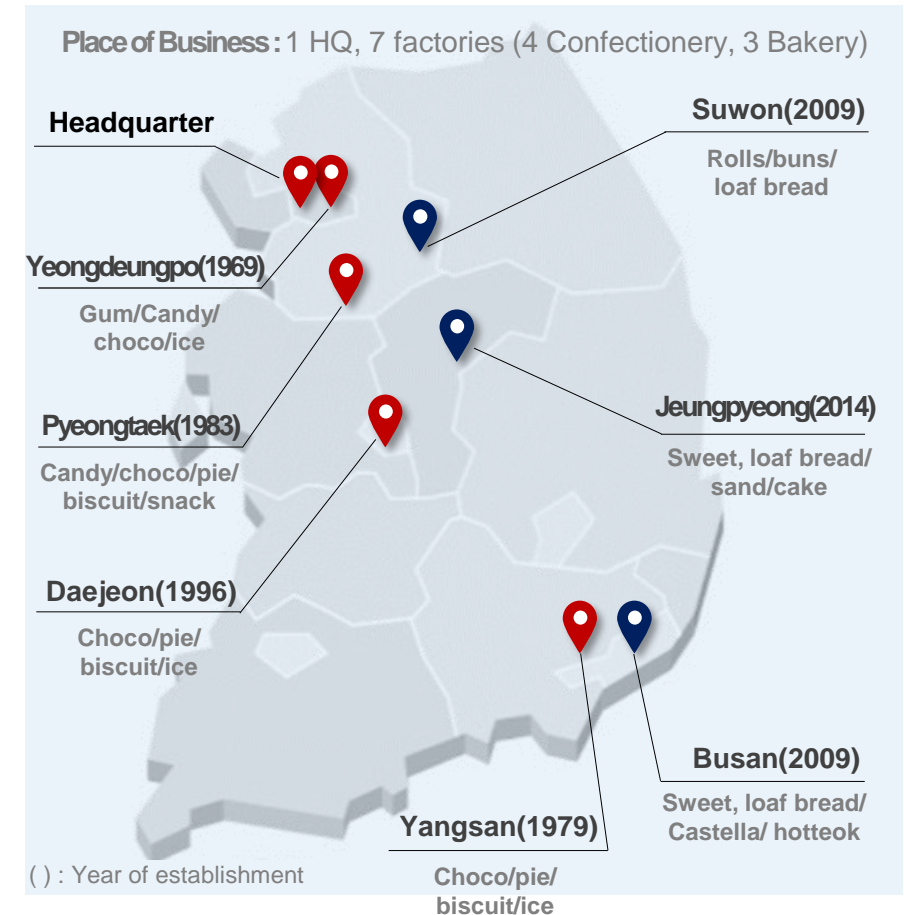 Place of Business : 1 HQ, 7 factories (4 Confectionery, 3 Bakery)
Headquarter
Suwon(2009)
Rolls/buns/
loaf bread
Yeongdeungpo(1969)
Gum/Candy/
choco/ice
Pyeongtaek(1983)
Candy/choco/pie/
biscuit/snack
Jeungpyeong(2014)
Sweet, loaf bread/
sand/cake
Daejeon(1996)
Choco/pie/
biscuit/ice
Busan(2009)
Sweet, loaf bread/
Castella/ hotteok
Yangsan(1979)
Choco/pie/
biscuit/ice
( ) : Year of establishment